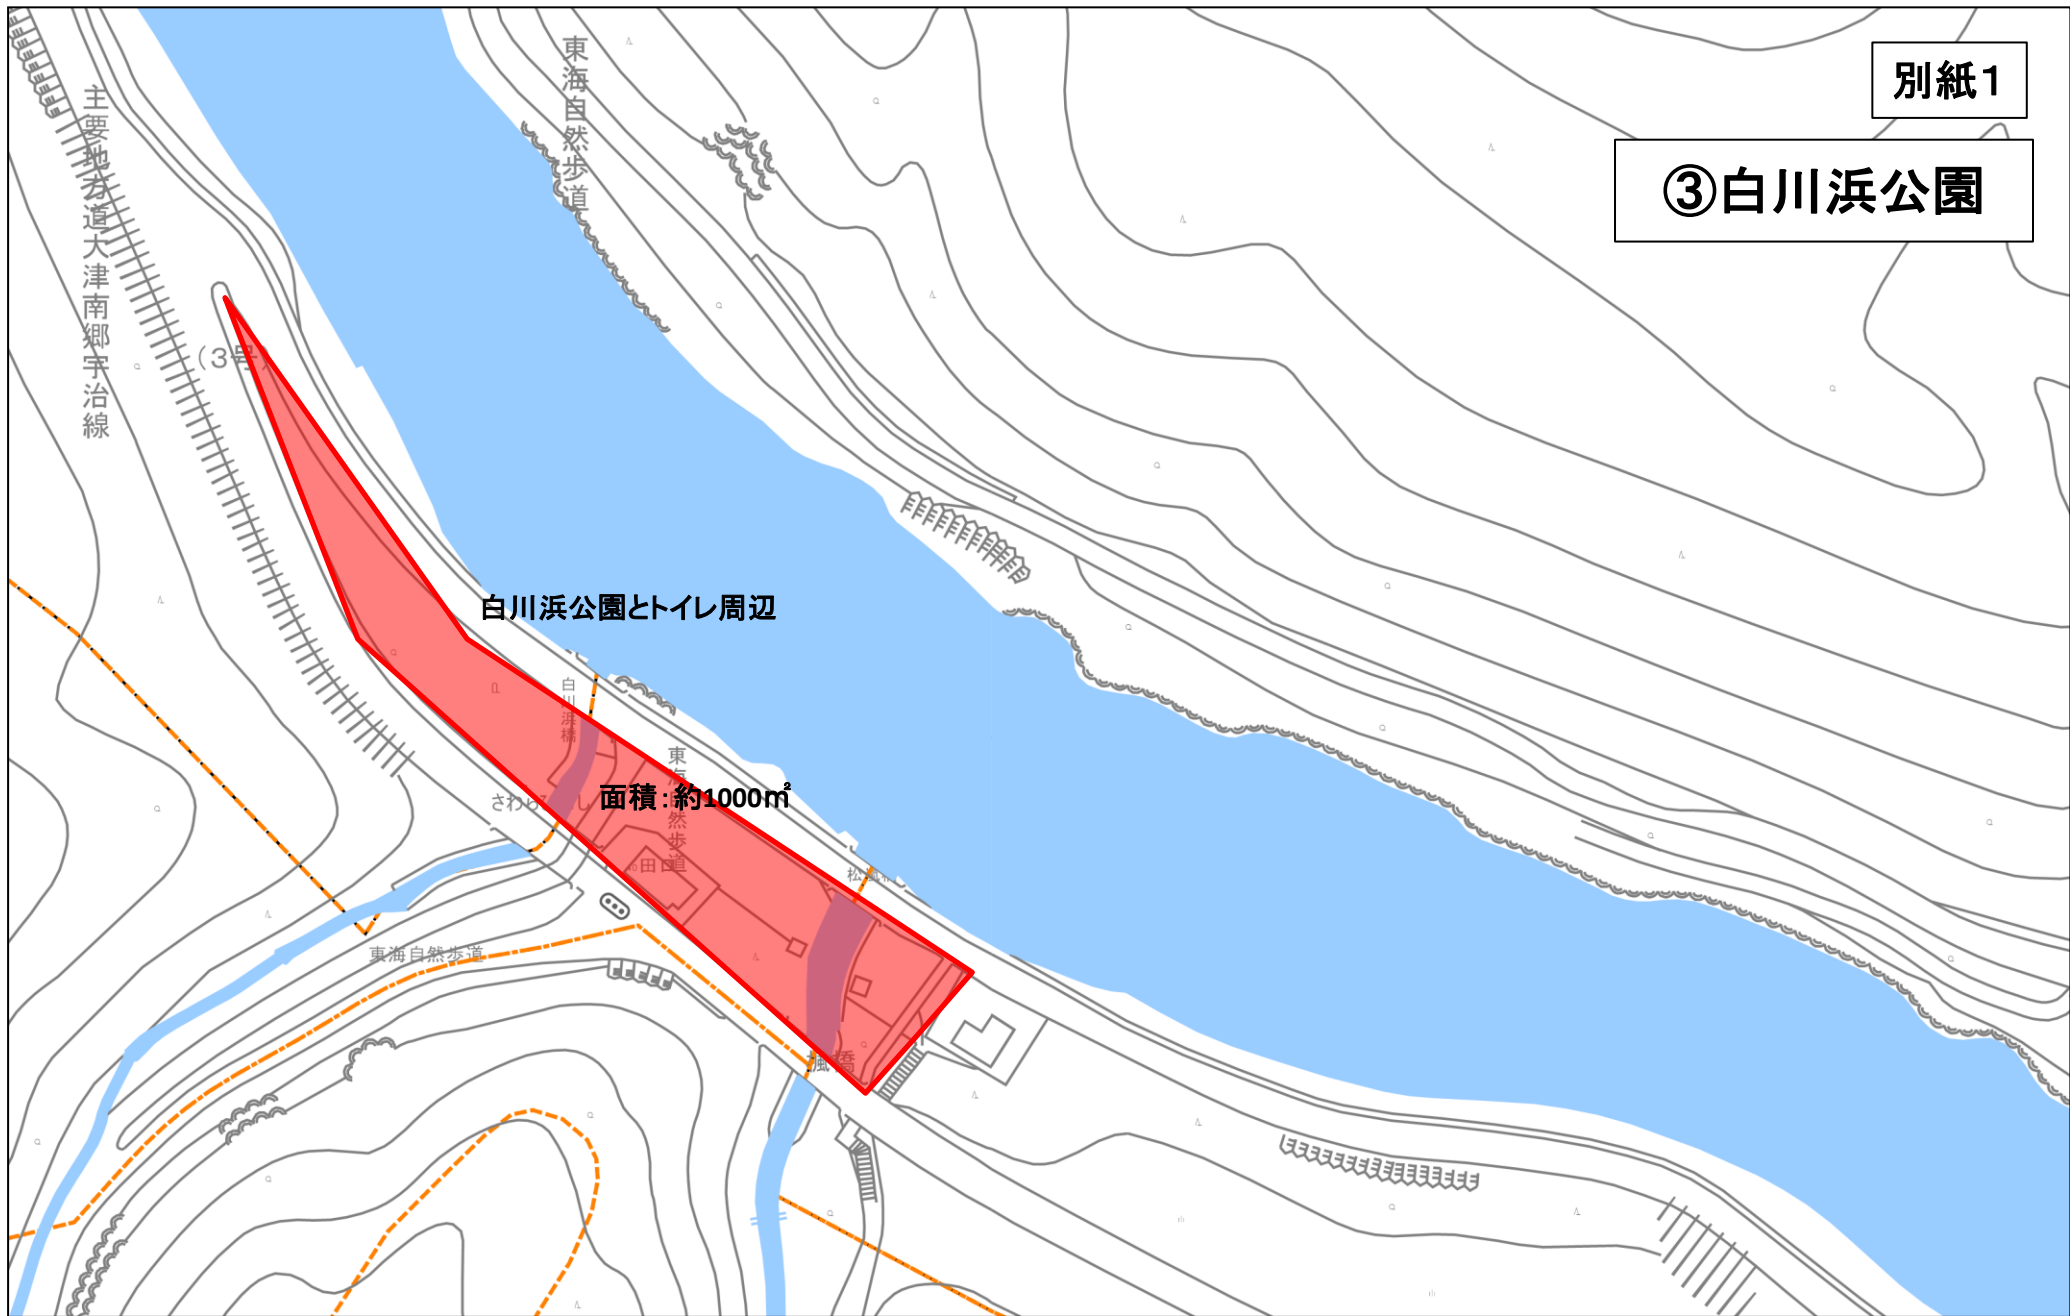 別紙1
③白川浜公園
東海自然歩道
主要地方道大津南郷宇治線
(3号)
白川浜公園とトイレ周辺
白川浜橋
東海自然歩道
面積:約1000㎡
東海自然歩道